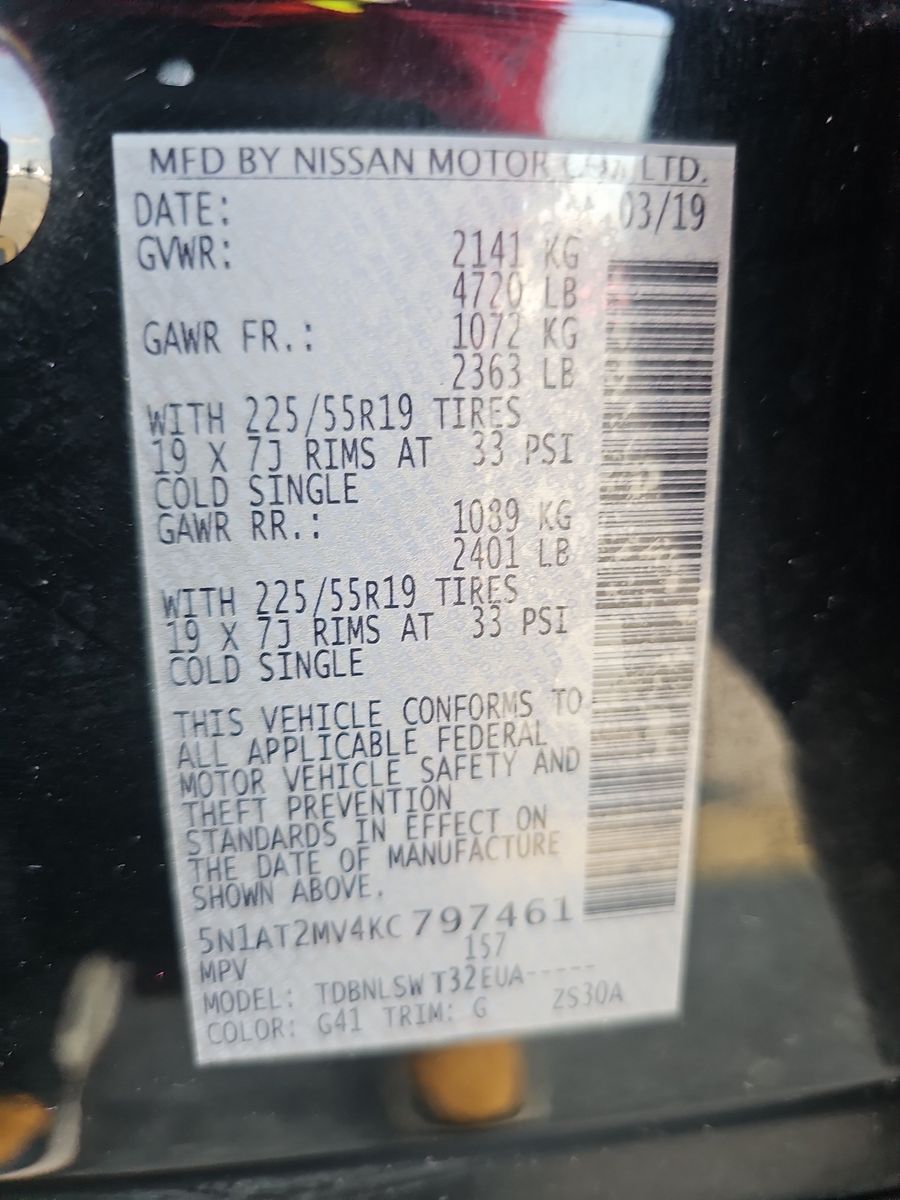 MFD BY NISSAN MOTOR CO., LTD.
DATE: 03/19
GVWR: 2141 KG
4720 LB
GAWR FR.: 1072 KG
2363 LB
WITH 225/55R19 TIRES
19 X 7J RIMS AT 33 PSI
COLD SINGLE
GAWR RR.: 1089 KG
2401 LB
WITH 225/55R19 TIRES
19 X 7J RIMS AT 33 PSI
COLD SINGLE
THIS VEHICLE CONFORMS TO
ALL APPLICABLE FEDERAL
MOTOR VEHICLE SAFETY AND
THEFT PREVENTION
STANDARDS IN EFFECT ON
THE DATE OF MANUFACTURE
SHOWN ABOVE.
5N1AT2MV4KC797461
MPV 157
MODEL: TDBNLSWT32EUA-----
COLOR: G41 TRIM: G ZS30A